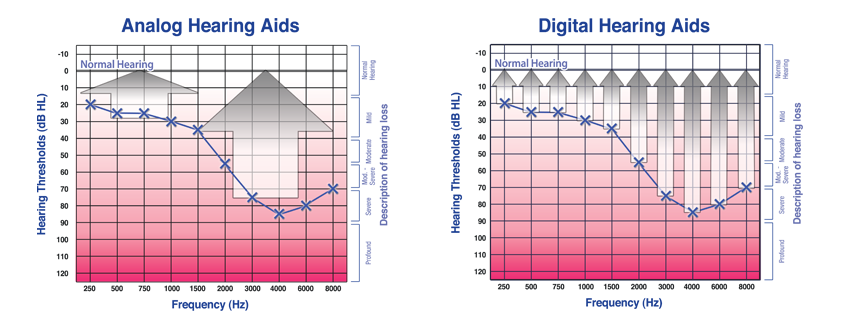 Analog Hearing Aids
-10
0
10
20
30
40
50
60
70
80
90
100
110
120
Normal Hearing
250 500 750 1000 1500 2000 3000 4000 6000 8000
Frequency (Hz)
Hearing Thresholds (dB HL)
Normal Hearing
Mild
Moderate
Mod. - Severe
Severe
Profound
Description of hearing loss
Digital Hearing Aids
-10
0
10
20
30
40
50
60
70
80
90
100
110
120
Normal Hearing
250 500 750 1000 1500 2000 3000 4000 6000 8000
Frequency (Hz)
Hearing Thresholds (dB HL)
Normal Hearing
Mild
Moderate
Mod. - Severe
Severe
Profound
Description of hearing loss